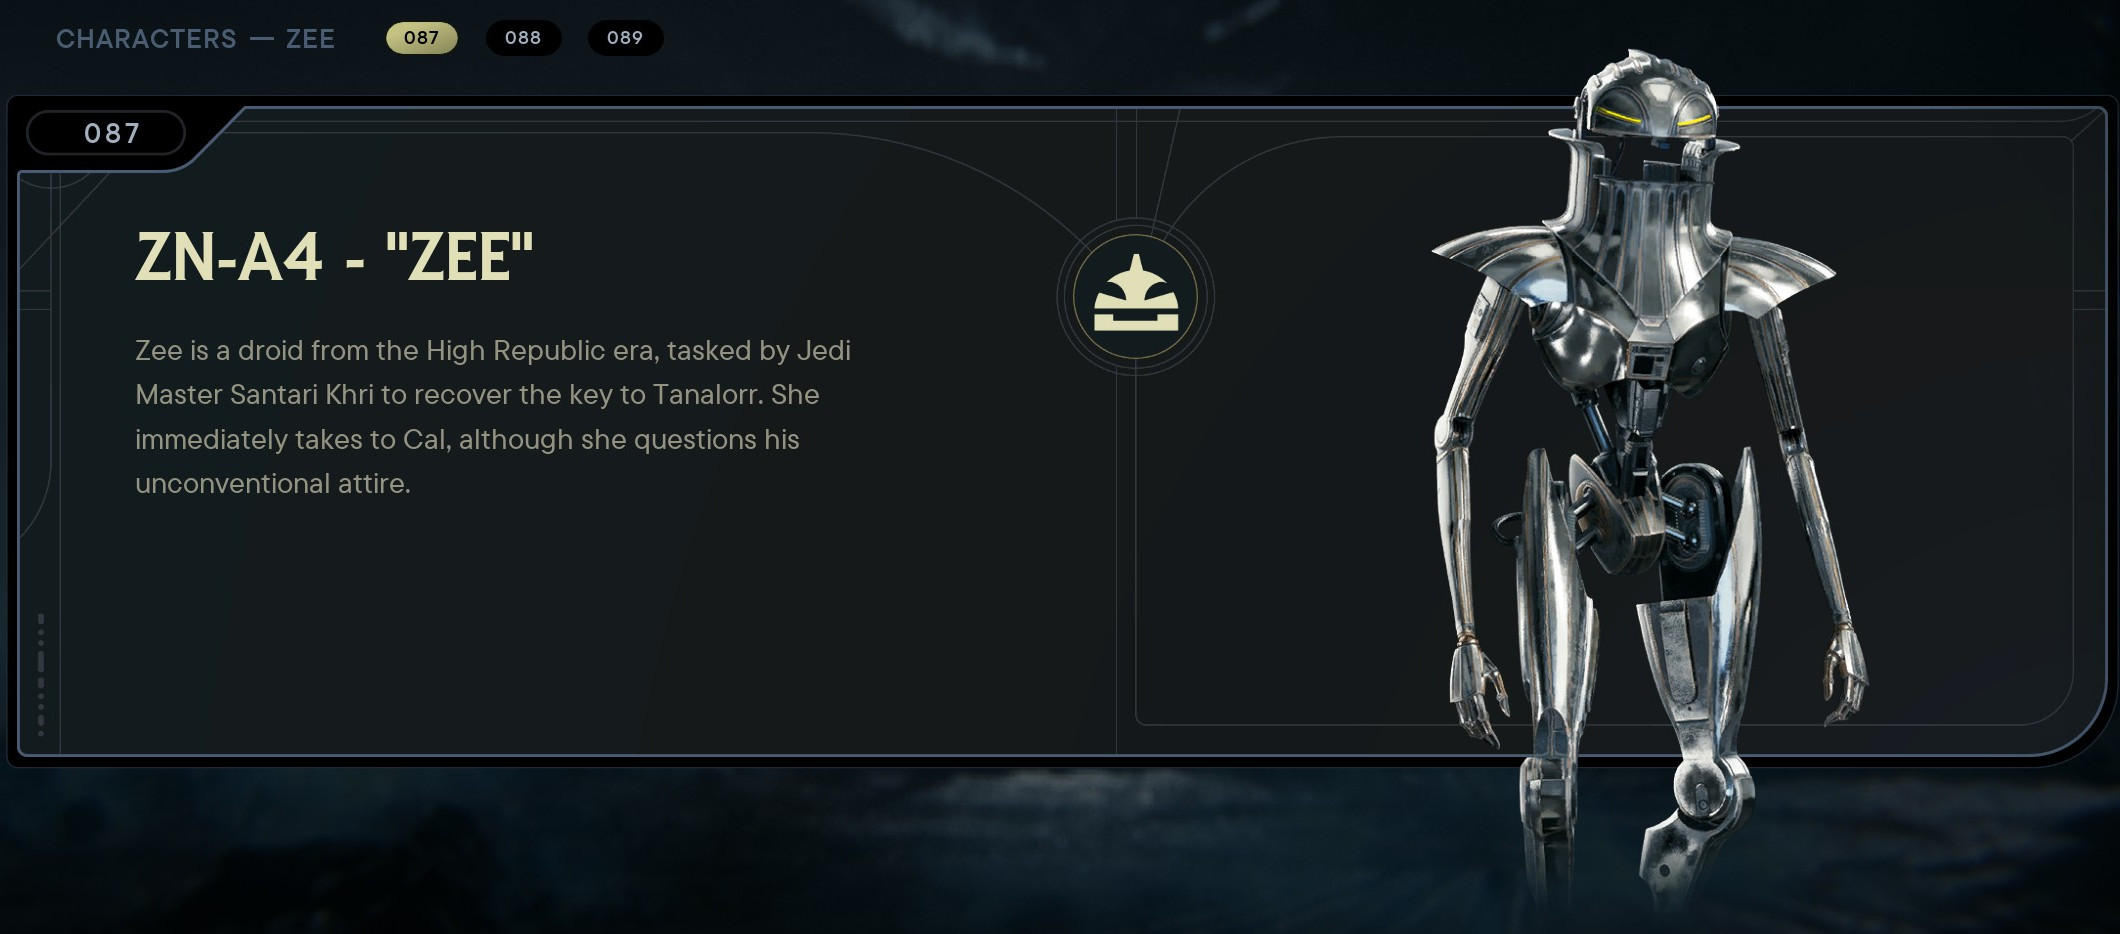 CHARACTERS — ZEE 087 088 089
087
ZN-A4 - "ZEE"
Zee is a droid from the High Republic era, tasked by Jedi
Master Santari Khri to recover the key to Tanalorr. She
immediately takes to Cal, although she questions his
unconventional attire.